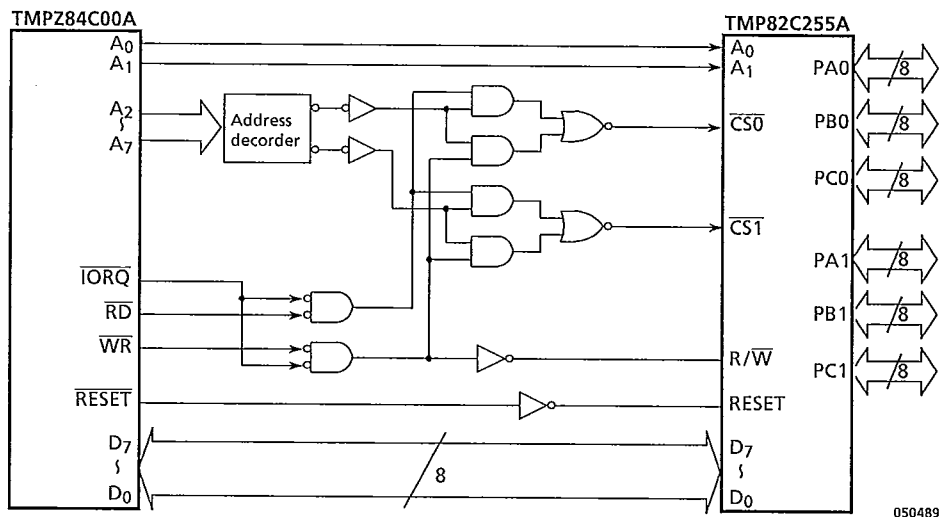 TMPZ84C00A
TMP82C255A
A0
A1
A2
~
A7
Address
decorder
IORQ
RD
WR
RESET
D7
~
D0
8
A0
A1
CS0
CS1
R/W
RESET
D7
~
D0
PA0
8
PB0
8
PC0
8
PA1
8
PB1
8
PC1
8
050489